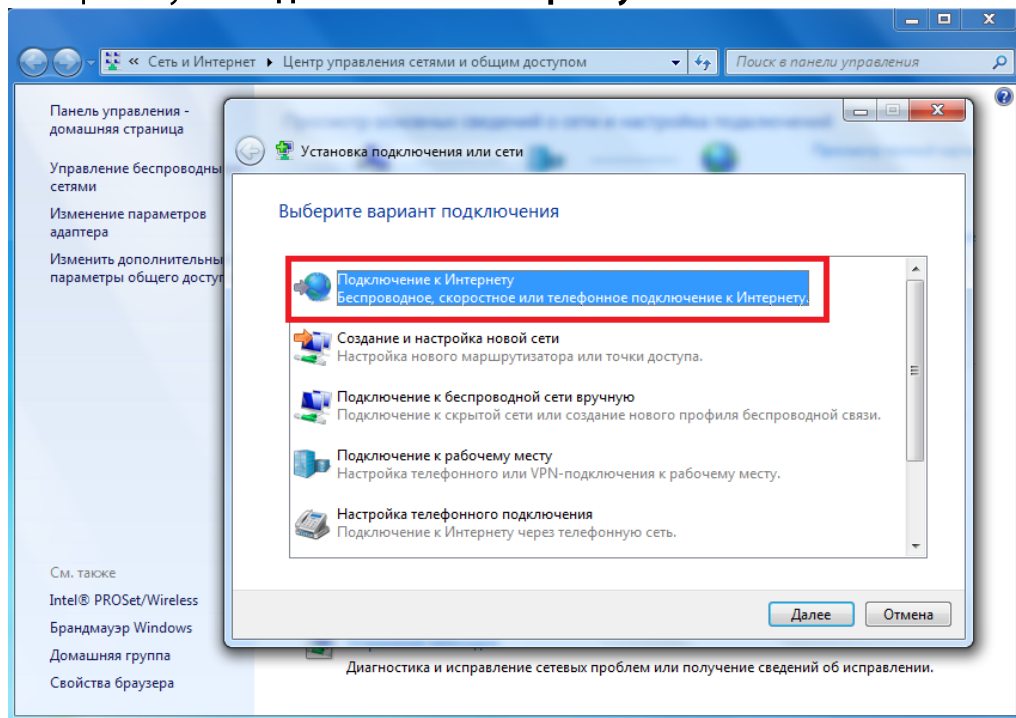 « Сеть и Интернет ▸ Центр управления сетями и общим доступом
Поиск в панели управления
Панель управления -
домашняя страница
Управление беспроводны
сетями
Изменение параметров
адаптера
Изменить дополнительны
параметры общего доступ
Установка подключения или сети
Выберите вариант подключения
Подключение к Интернету
Беспроводное, скоростное или телефонное подключение к Интернету.
Создание и настройка новой сети
Настройка нового маршрутизатора или точки доступа.
Подключение к беспроводной сети вручную
Подключение к скрытой сети или создание нового профиля беспроводной связи.
Подключение к рабочему месту
Настройка телефонного или VPN-подключения к рабочему месту.
Настройка телефонного подключения
Подключение к Интернету через телефонную сеть.
Далее
Отмена
См. также
Intel® PROSet/Wireless
Брандмауэр Windows
Домашняя группа
Свойства браузера
Диагностика и исправление сетевых проблем или получение сведений об исправлении.